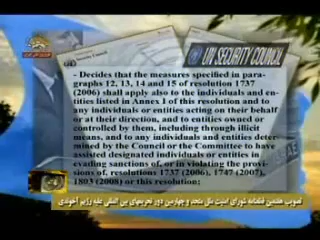 UN SECURITY COUNCIL
- Decides that the measures specified in para-
graphs 12, 13, 14 and 15 of resolution 1737
(2006) shall apply also to the individuals and en-
tities listed in Annex I of this resolution and to
any individuals or entities acting on their behalf
or at their direction, and to entities owned or
controlled by them, including through illicit
means, and to any individuals and entities deter-
mined by the Council or the Committee to have
assisted designated individuals or entities in
evading sanctions of, or in violating the provi-
sions of, resolutions 1737 (2006), 1747 (2007),
1803 (2008) or this resolution;
تصویب هفتمین قطعنامه شورای امنیت ملل متحد و چهارمین دور تحریمهای بین المللی علیه رژیم آخوندی